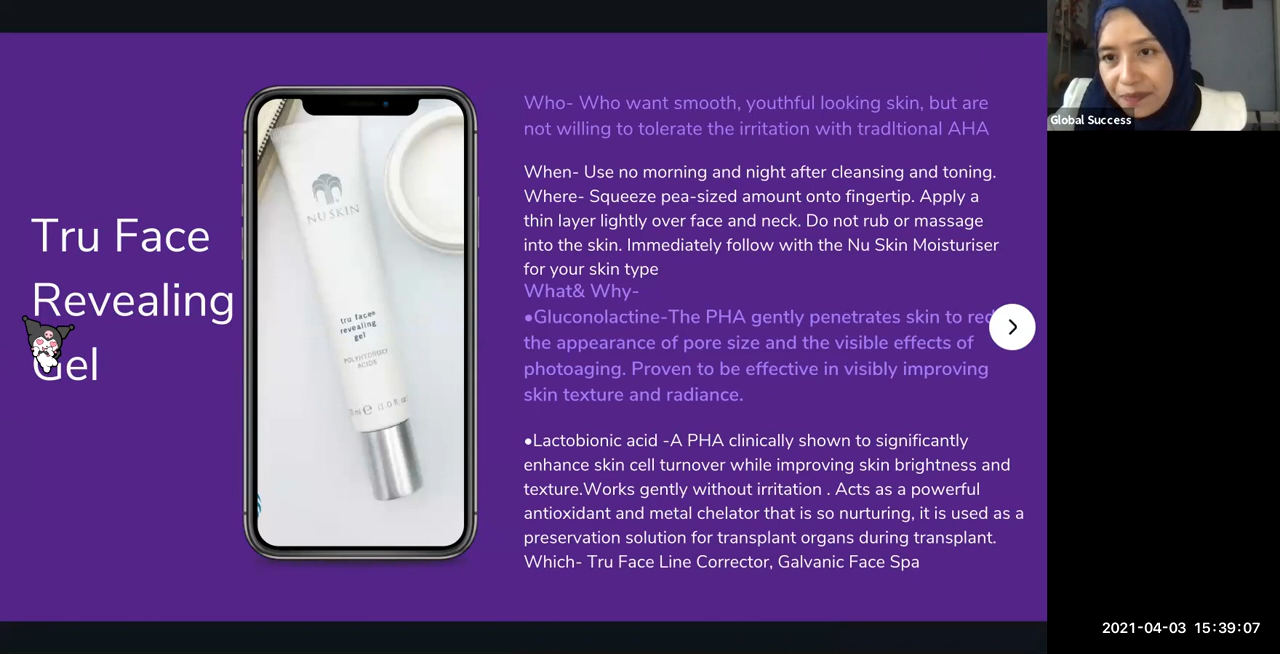 Tru Face
Revealing
Gel
NU SKIN
tru face®
revealing
gel
POLYHYDROXY
ACIDS
Who- Who want smooth, youthful looking skin, but are
not willing to tolerate the irritation with tradltional AHA
When- Use no morning and night after cleansing and toning.
Where- Squeeze pea-sized amount onto fingertip. Apply a
thin layer lightly over face and neck. Do not rub or massage
into the skin. Immediately follow with the Nu Skin Moisturiser
for your skin type
What& Why-
•Gluconolactine-The PHA gently penetrates skin to
the appearance of pore size and the visible effects of
photoaging. Proven to be effective in visibly improving
skin texture and radiance.
•Lactobionic acid -A PHA clinically shown to significantly
enhance skin cell turnover while improving skin brightness and
texture.Works gently without irritation . Acts as a powerful
antioxidant and metal chelator that is so nurturing, it is used as a
preservation solution for transplant organs during transplant.
Which- Tru Face Line Corrector, Galvanic Face Spa
Global Success
2021-04-03 15:39:07